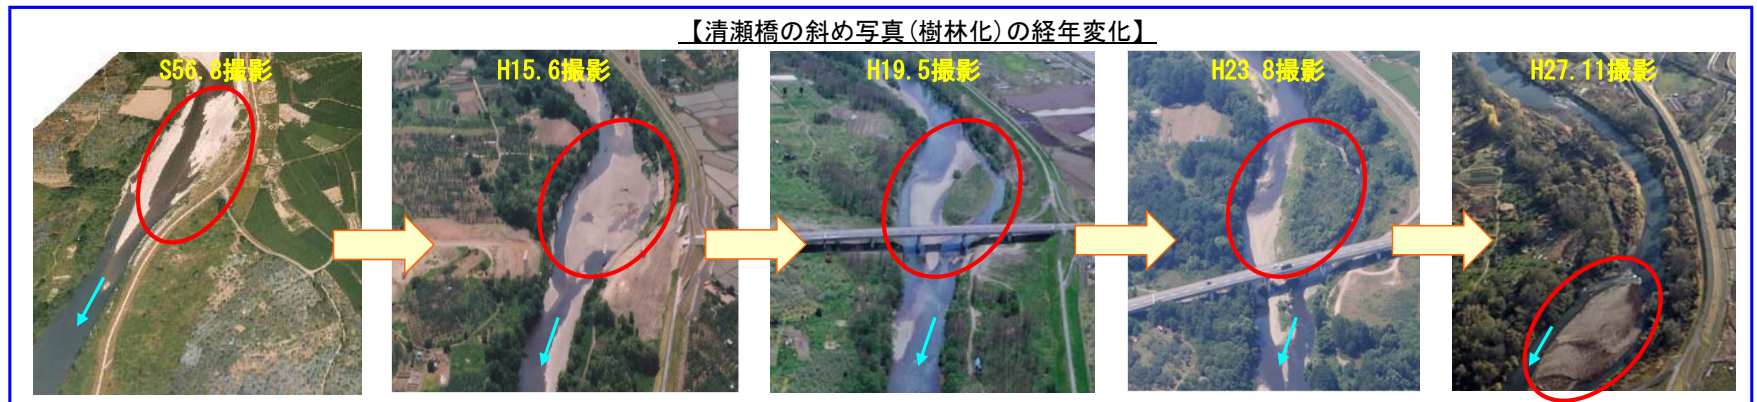 【清瀬橋の斜め写真(樹林化)の経年変化】
S56.8撮影
H15.6撮影
H19.5撮影
H23.8撮影
H27.11撮影